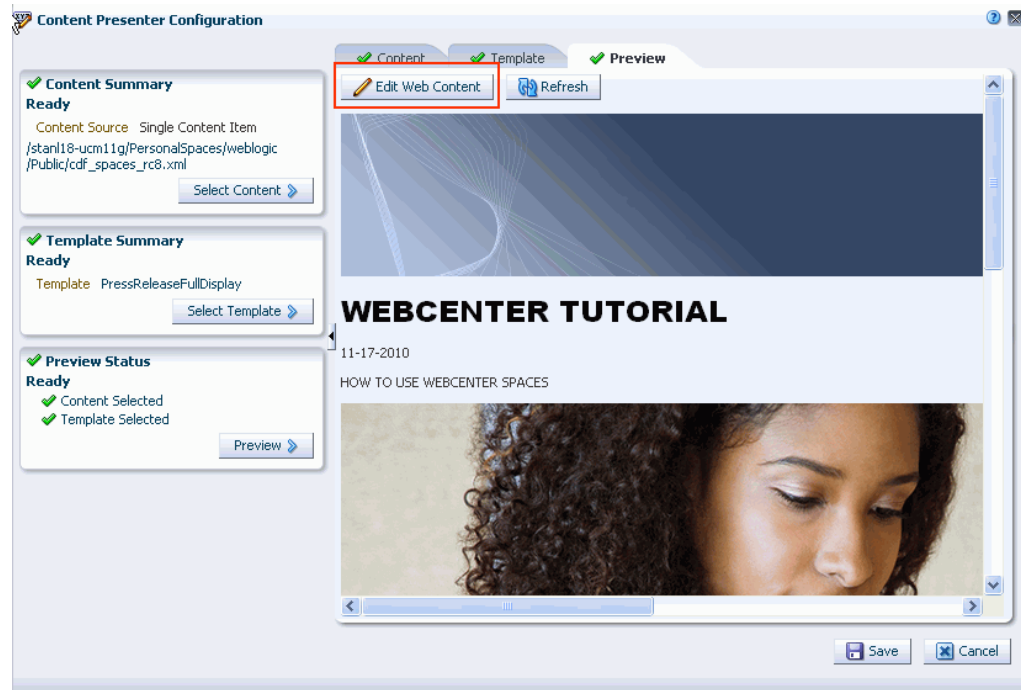 Content Presenter Configuration
Content Summary
Ready
Content Source Single Content Item
/stanl18-ucm11g/PersonalSpaces/weblogic
/Public/cdf_spaces_rc8.xml
Select Content
Template Summary
Ready
Template PressReleaseFullDisplay
Select Template
Preview Status
Ready
Content Selected
Template Selected
Preview
Content Template Preview
Edit Web Content Refresh
WEBCENTER TUTORIAL
11-17-2010
HOW TO USE WEBCENTER SPACES
Save Cancel